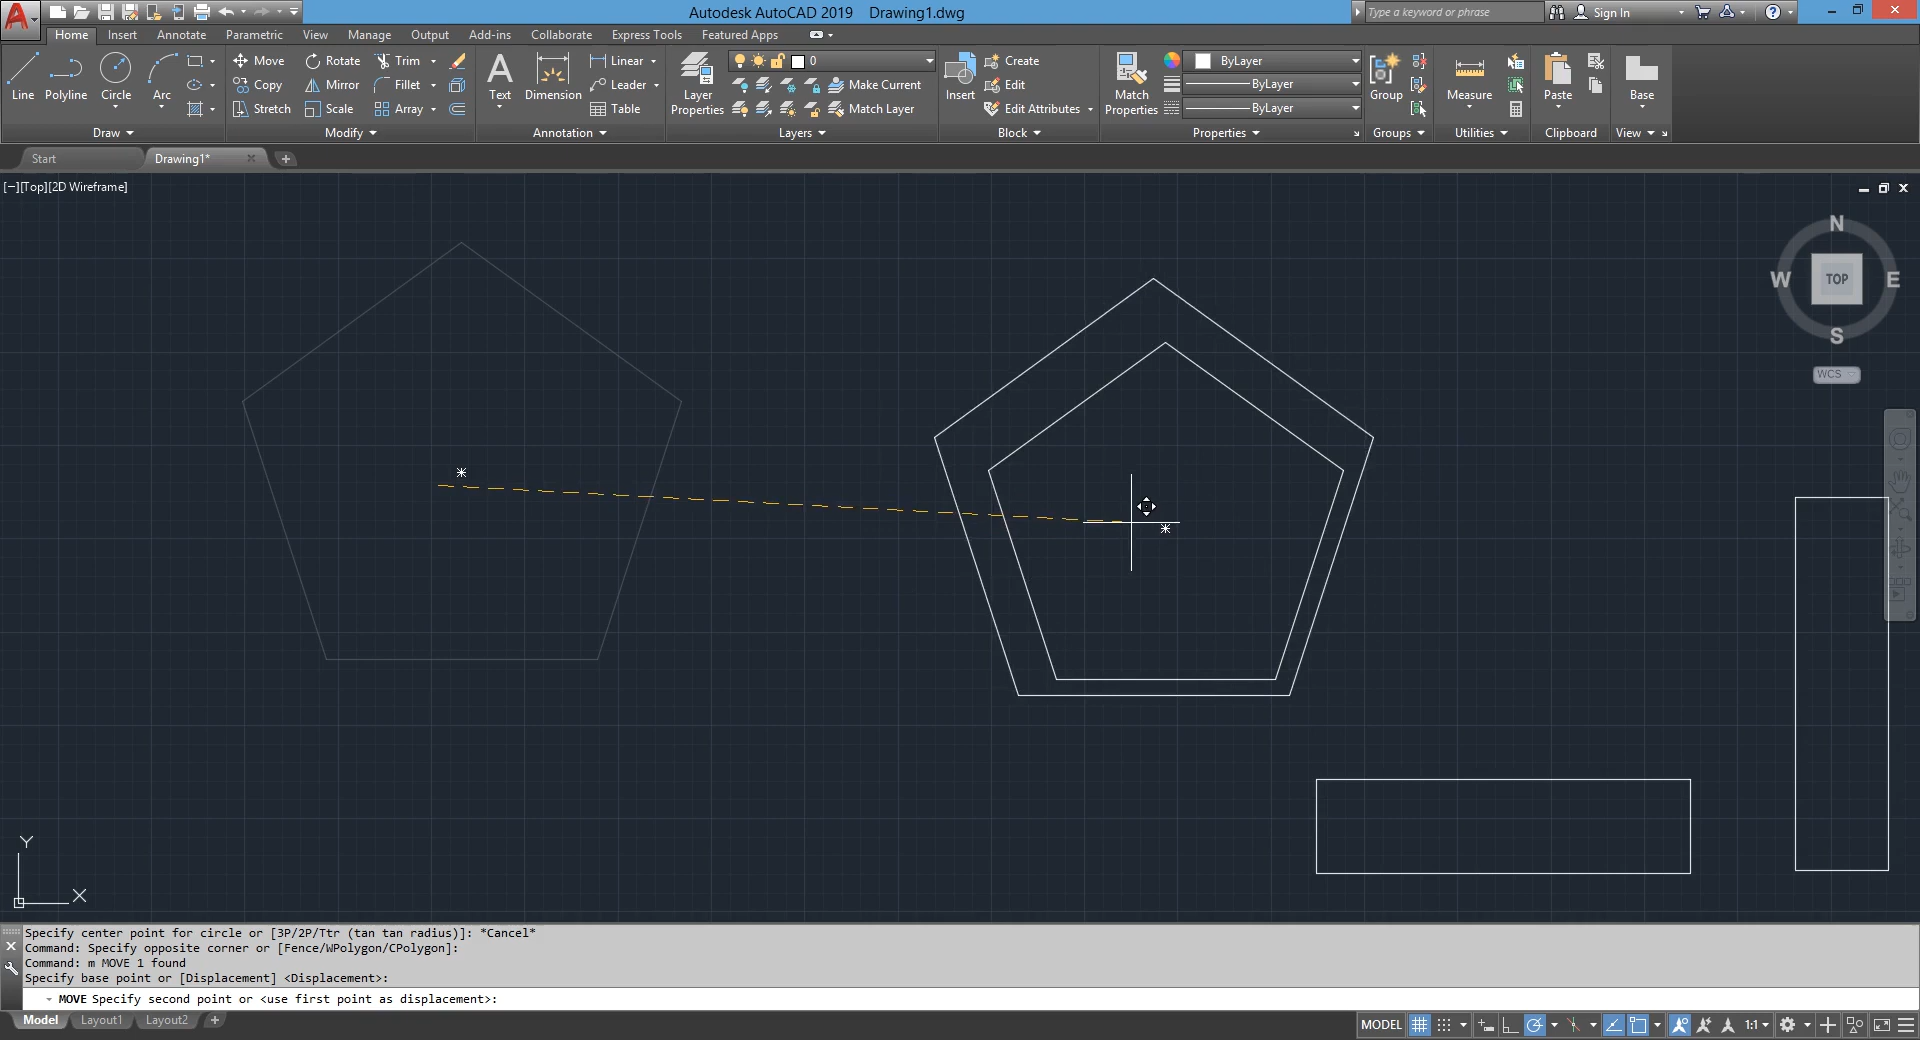 Autodesk AutoCAD 2019 Drawing1.dwg
Type a keyword or phrase
Sign In
Home Insert Annotate Parametric View Manage Output Add-ins Collaborate Express Tools Featured Apps
Line Polyline Circle Arc
Move Rotate Trim
Copy Mirror Fillet
Stretch Scale Array
Text Dimension
Linear
Leader
Table
Layer Properties
0
Make Current
Match Layer
Insert
Create
Edit
Edit Attributes
Match Properties
ByLayer
ByLayer
ByLayer
Group
Measure
Paste
Base
Draw Modify Annotation Layers Block Properties Groups Utilities Clipboard View
Start Drawing1*
[−][Top][2D Wireframe]
N
W TOP E
S
WCS
Y
X
Specify center point for circle or [3P/2P/Ttr (tan tan radius)]: *Cancel*
Command: Specify opposite corner or [Fence/WPolygon/CPolygon]:
Command: m MOVE 1 found
Specify base point or [Displacement] <Displacement>:
MOVE Specify second point or <use first point as displacement>:
Model Layout1 Layout2
MODEL 1:1